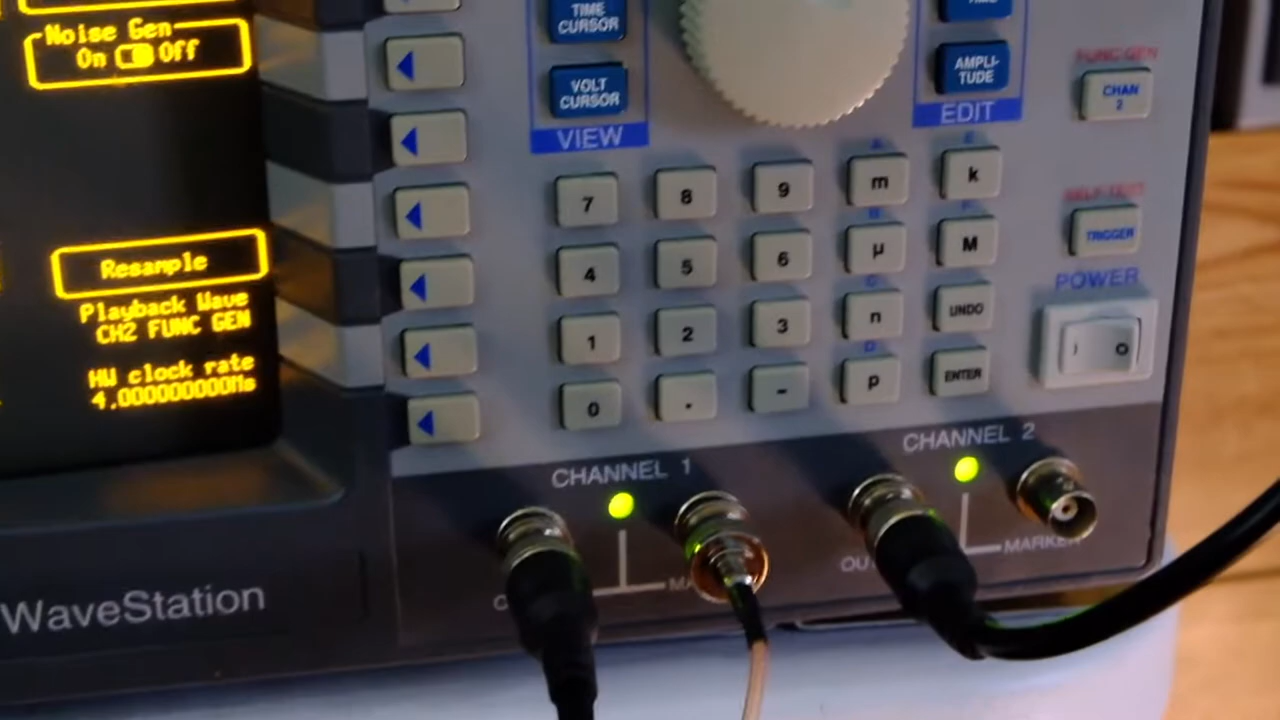 Noise Gen
On Off
Resample
Playback Wave
CH2 FUNC GEN
HW clock rate
4.000000000Ms
TIME
CURSOR
VOLT
CURSOR
VIEW
TIME
AMPLI-
TUDE
EDIT
FUNC GEN
CHAN
2
SELF TEST
TRIGGER
POWER
7
8
9
A
m
E
k
4
5
6
B
µ
F
M
1
2
3
C
n
UNDO
0
.
-
D
p
ENTER
CHANNEL 1
CHANNEL 2
MARKER
WaveStation